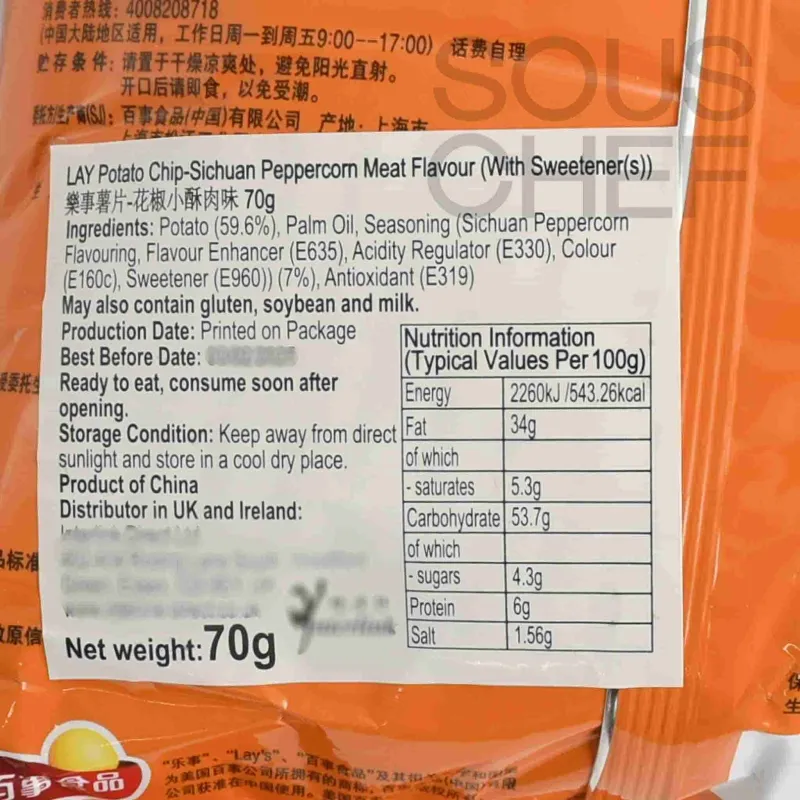 消费者热线: 4008208718
(中国大陆地区适用, 工作日周一到周五9:00--17:00) 话费自理
贮存条件: 请置于干燥凉爽处, 避免阳光直射。
开口后请即食, 以免受潮。
百事食品(中国)有限公司 产地: 上海市
SOUS
CHEF
LAY Potato Chip-Sichuan Peppercorn Meat Flavour (With Sweetener(s))
樂事薯片-花椒小酥肉味 70g
Ingredients: Potato (59.6%), Palm Oil, Seasoning (Sichuan Peppercorn
Flavouring, Flavour Enhancer (E635), Acidity Regulator (E330), Colour
(E160c), Sweetener (E960)) (7%), Antioxidant (E319)
May also contain gluten, soybean and milk.
Production Date: Printed on Package
Best Before Date:
Ready to eat, consume soon after
opening.
Storage Condition: Keep away from direct
sunlight and store in a cool dry place.
Product of China
Distributor in UK and Ireland:
Net weight: 70g
Nutrition Information
(Typical Values Per 100g)
Energy 2260kJ /543.26kcal
Fat 34g
of which
- saturates 5.3g
Carbohydrate 53.7g
of which
- sugars 4.3g
Protein 6g
Salt 1.56g
百事食品
"乐事"、"Lay's"、"百事食品"及其
为美国百事公司所拥有的商标,
公司获准在中国使用。